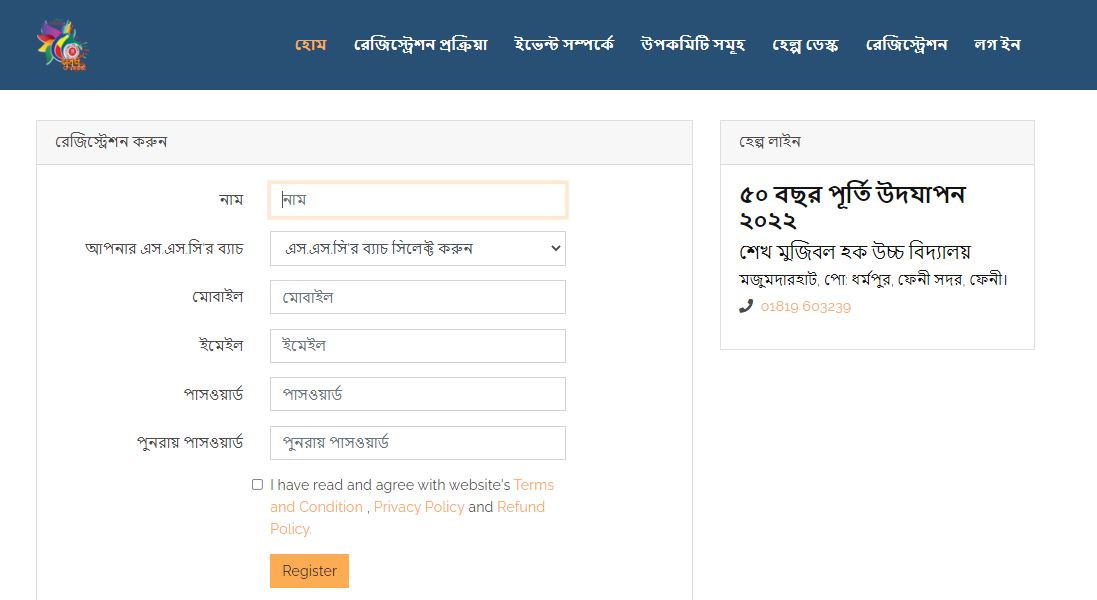 হোম রেজিস্ট্রেশন প্রক্রিয়া ইভেন্ট সম্পর্কে উপকমিটি সমূহ হেল্প ডেস্ক রেজিস্ট্রেশন লগ ইন
রেজিস্ট্রেশন করুন
নাম নাম
আপনার এস.এস.সি'র ব্যাচ এস.এস.সি'র ব্যাচ সিলেক্ট করুন
মোবাইল মোবাইল
ইমেইল ইমেইল
পাসওয়ার্ড পাসওয়ার্ড
পুনরায় পাসওয়ার্ড পুনরায় পাসওয়ার্ড
I have read and agree with website's Terms
and Condition , Privacy Policy and Refund
Policy.
Register
হেল্প লাইন
৫০ বছর পূর্তি উদযাপন
২০২২
শেখ মুজিবল হক উচ্চ বিদ্যালয়
মজুমদারহাট, পো: ধর্মপুর, ফেনী সদর, ফেনী।
01819 603239